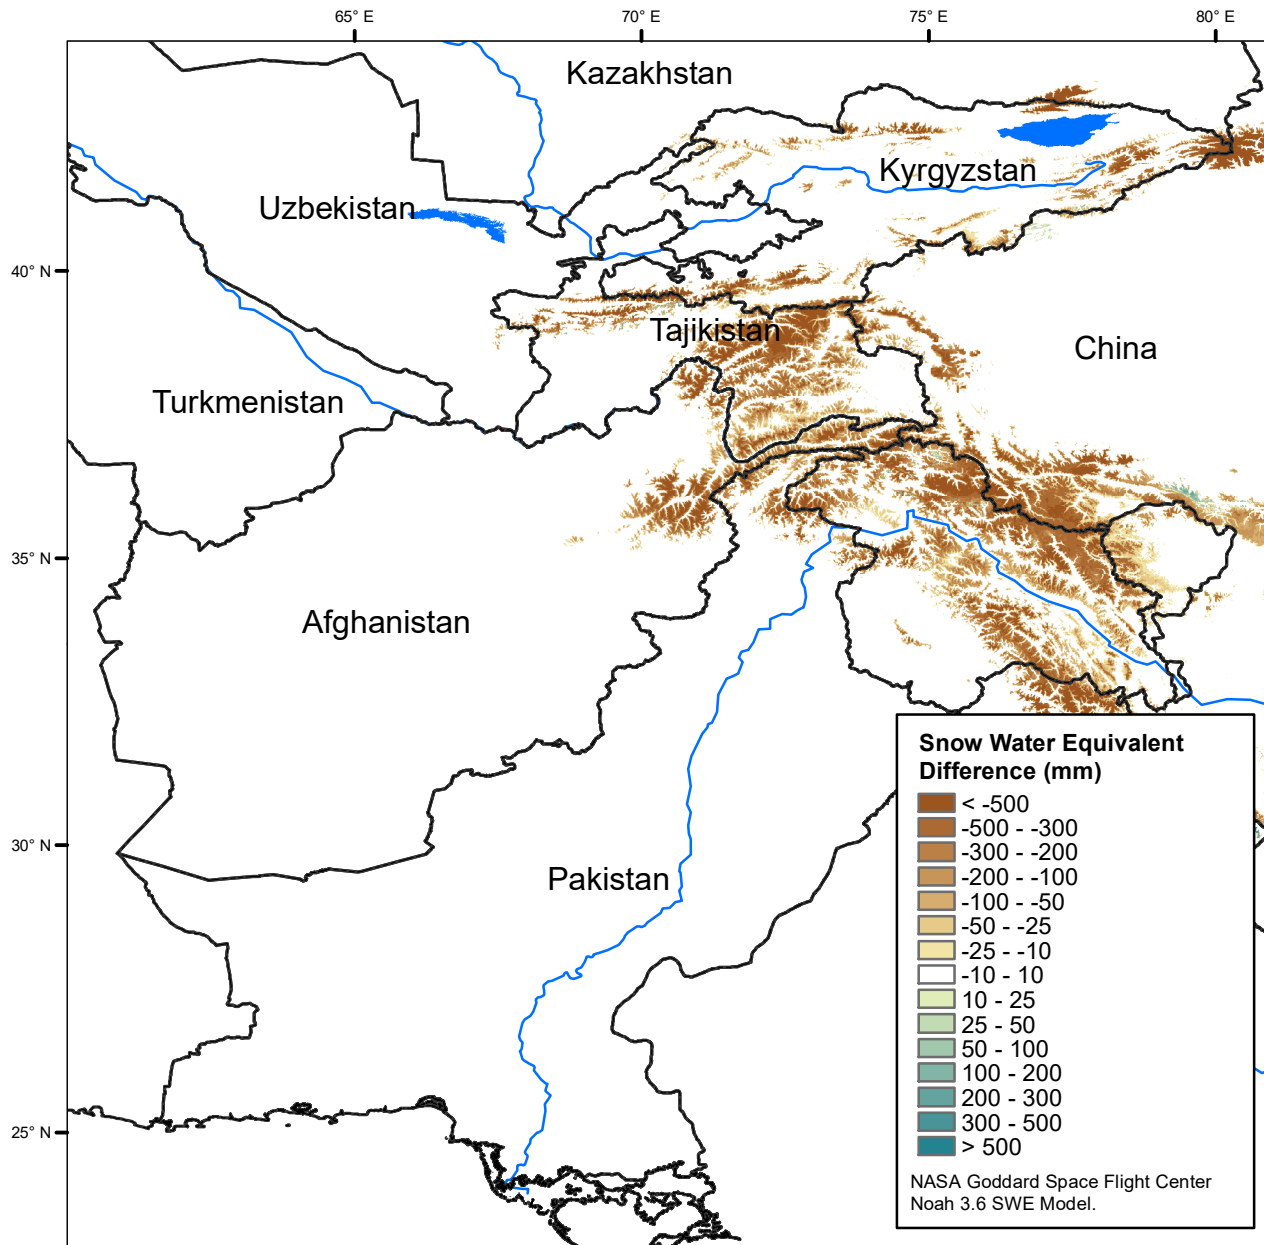 65° E
70° E
75° E
80° E
Kazakhstan
Kyrgyzstan
Uzbekistan
40° N
Tajikistan
China
Turkmenistan
35° N
Afghanistan
Snow Water Equivalent
Difference (mm)
< -500
-500 - -300
-300 - -200
-200 - -100
-100 - -50
-50 - -25
-25 - -10
-10 - 10
10 - 25
25 - 50
50 - 100
100 - 200
200 - 300
300 - 500
> 500
NASA Goddard Space Flight Center
Noah 3.6 SWE Model.
30° N
Pakistan
25° N